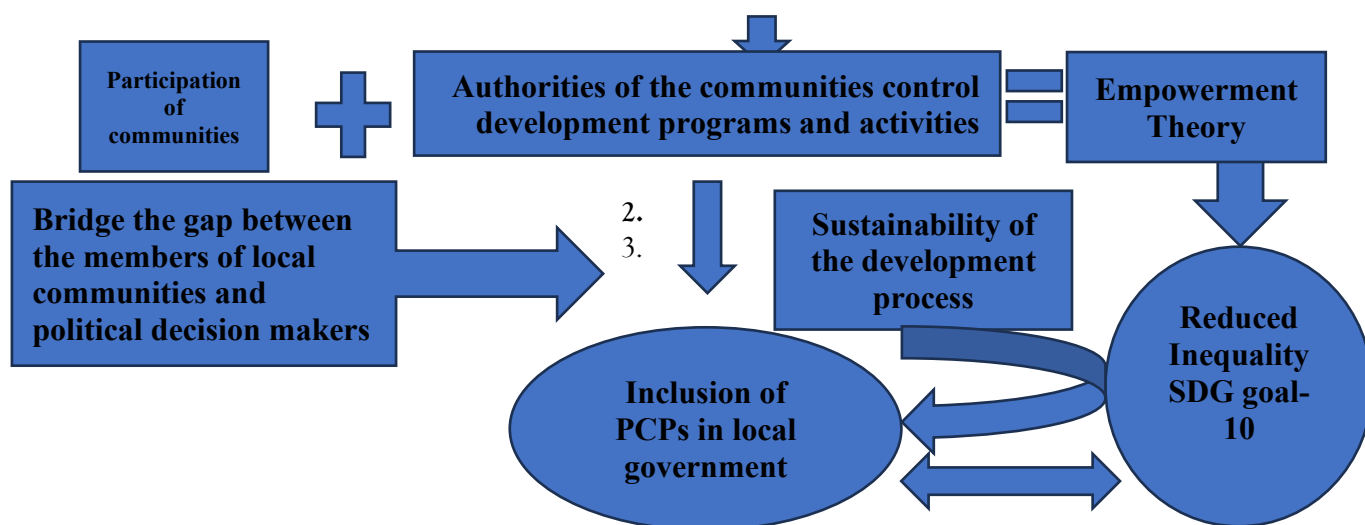 Participation
of
communities
Authorities of the communities control
development programs and activities
Empowerment
Theory
Bridge the gap between
the members of local
communities and
political decision makers
2.
3.
Sustainability of
the development
process
Inclusion of
PCPs in local
government
Reduced
Inequality
SDG goal-
10